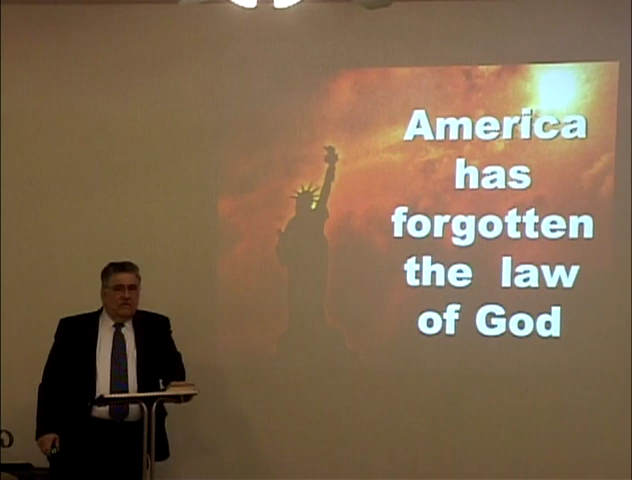 America
has
forgotten
the law
of God